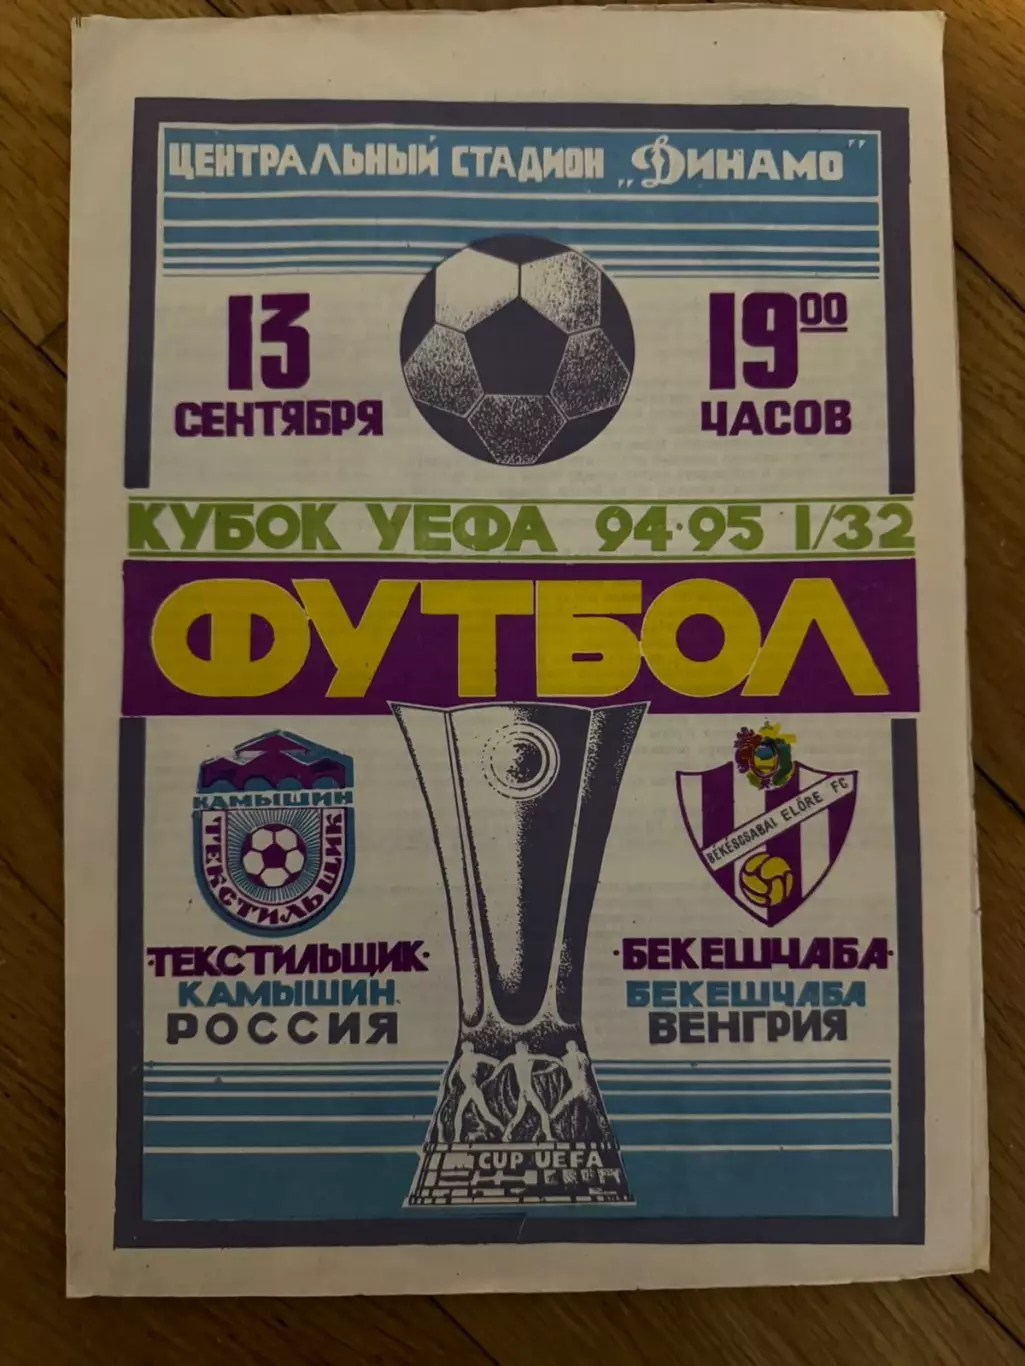 ЦЕНТРАЛЬНЫЙ СТАДИОН „ДИНАМО"
13
СЕНТЯБРЯ
19 00
ЧАСОВ
КУБОК УЕФА 94·95 1/32
ФУТБОЛ
КАМЫШИН
ТЕКСТИЛЬЩИК
BÉKÉSCSABAI ELŐRE FC
·ТЕКСТИЛЬЩИК·
КАМЫШИН
РОССИЯ
·БЕКЕШЧАБА·
БЕКЕШЧАБА
ВЕНГРИЯ
CUP UEFA